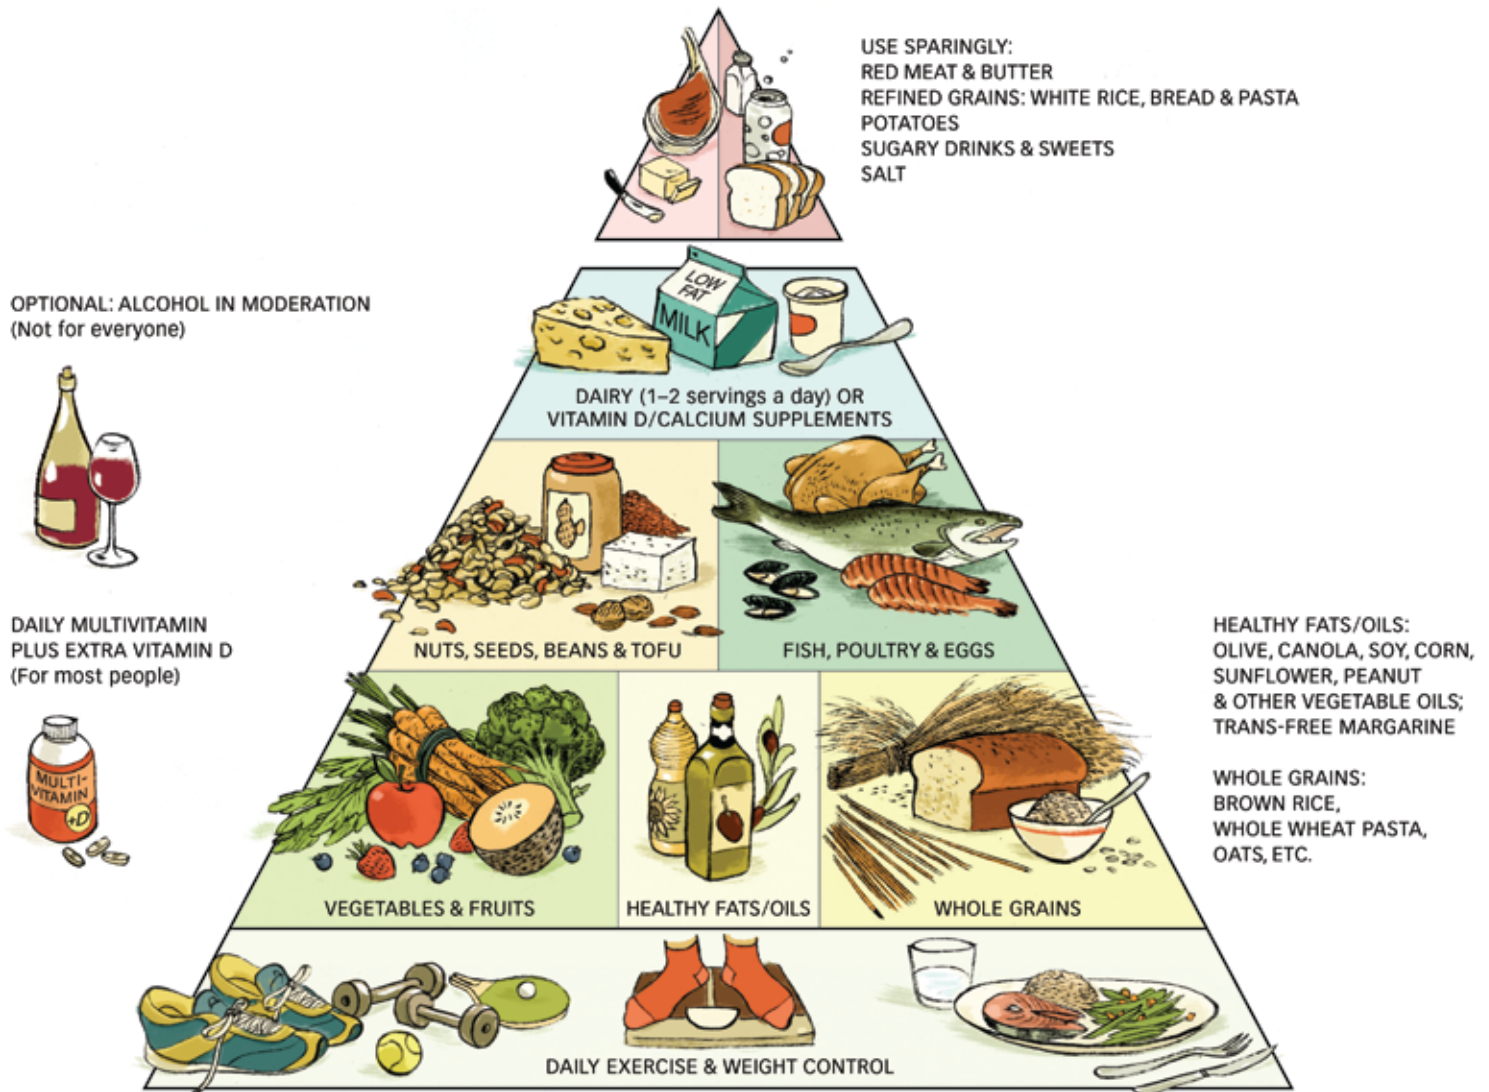 USE SPARINGLY:
RED MEAT & BUTTER
REFINED GRAINS: WHITE RICE, BREAD & PASTA
POTATOES
SUGARY DRINKS & SWEETS
SALT
OPTIONAL: ALCOHOL IN MODERATION
(Not for everyone)
LOW
FAT
MILK
DAIRY (1–2 servings a day) OR
VITAMIN D/CALCIUM SUPPLEMENTS
NUTS, SEEDS, BEANS & TOFU
FISH, POULTRY & EGGS
DAILY MULTIVITAMIN
PLUS EXTRA VITAMIN D
(For most people)
MULTI-
VITAMIN
+D
HEALTHY FATS/OILS:
OLIVE, CANOLA, SOY, CORN,
SUNFLOWER, PEANUT
& OTHER VEGETABLE OILS;
TRANS-FREE MARGARINE
WHOLE GRAINS:
BROWN RICE,
WHOLE WHEAT PASTA,
OATS, ETC.
VEGETABLES & FRUITS
HEALTHY FATS/OILS
WHOLE GRAINS
DAILY EXERCISE & WEIGHT CONTROL